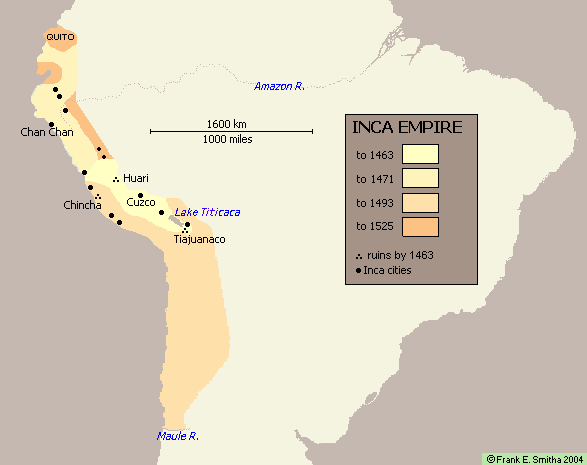 QUITO
Amazon R.
1600 km
1000 miles
Chan Chan
Huari
Chincha
Cuzco
Lake Titicaca
Tiajuanaco
Maule R.
INCA EMPIRE
to 1463
to 1471
to 1493
to 1525
ruins by 1463
Inca cities
© Frank E. Smitha 2004